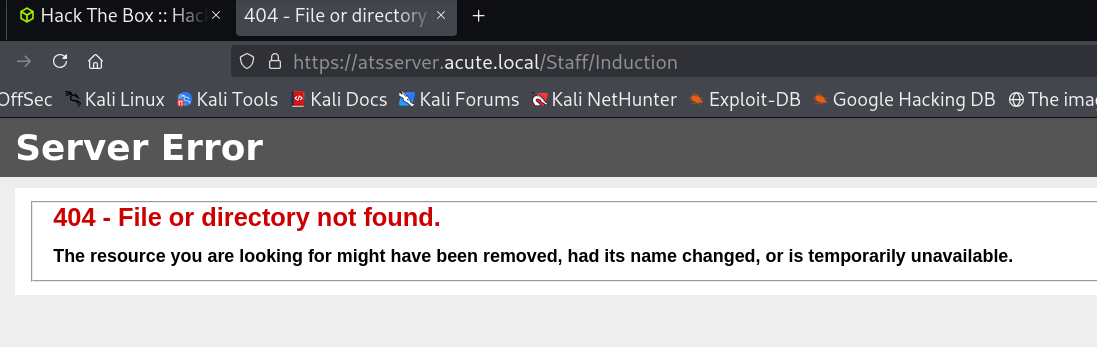 Hack The Box :: Hac
404 - File or directory
https://atsserver.acute.local/Staff/Induction
OffSec Kali Linux Kali Tools Kali Docs Kali Forums Kali NetHunter Exploit-DB Google Hacking DB The ima
Server Error
404 - File or directory not found.
The resource you are looking for might have been removed, had its name changed, or is temporarily unavailable.